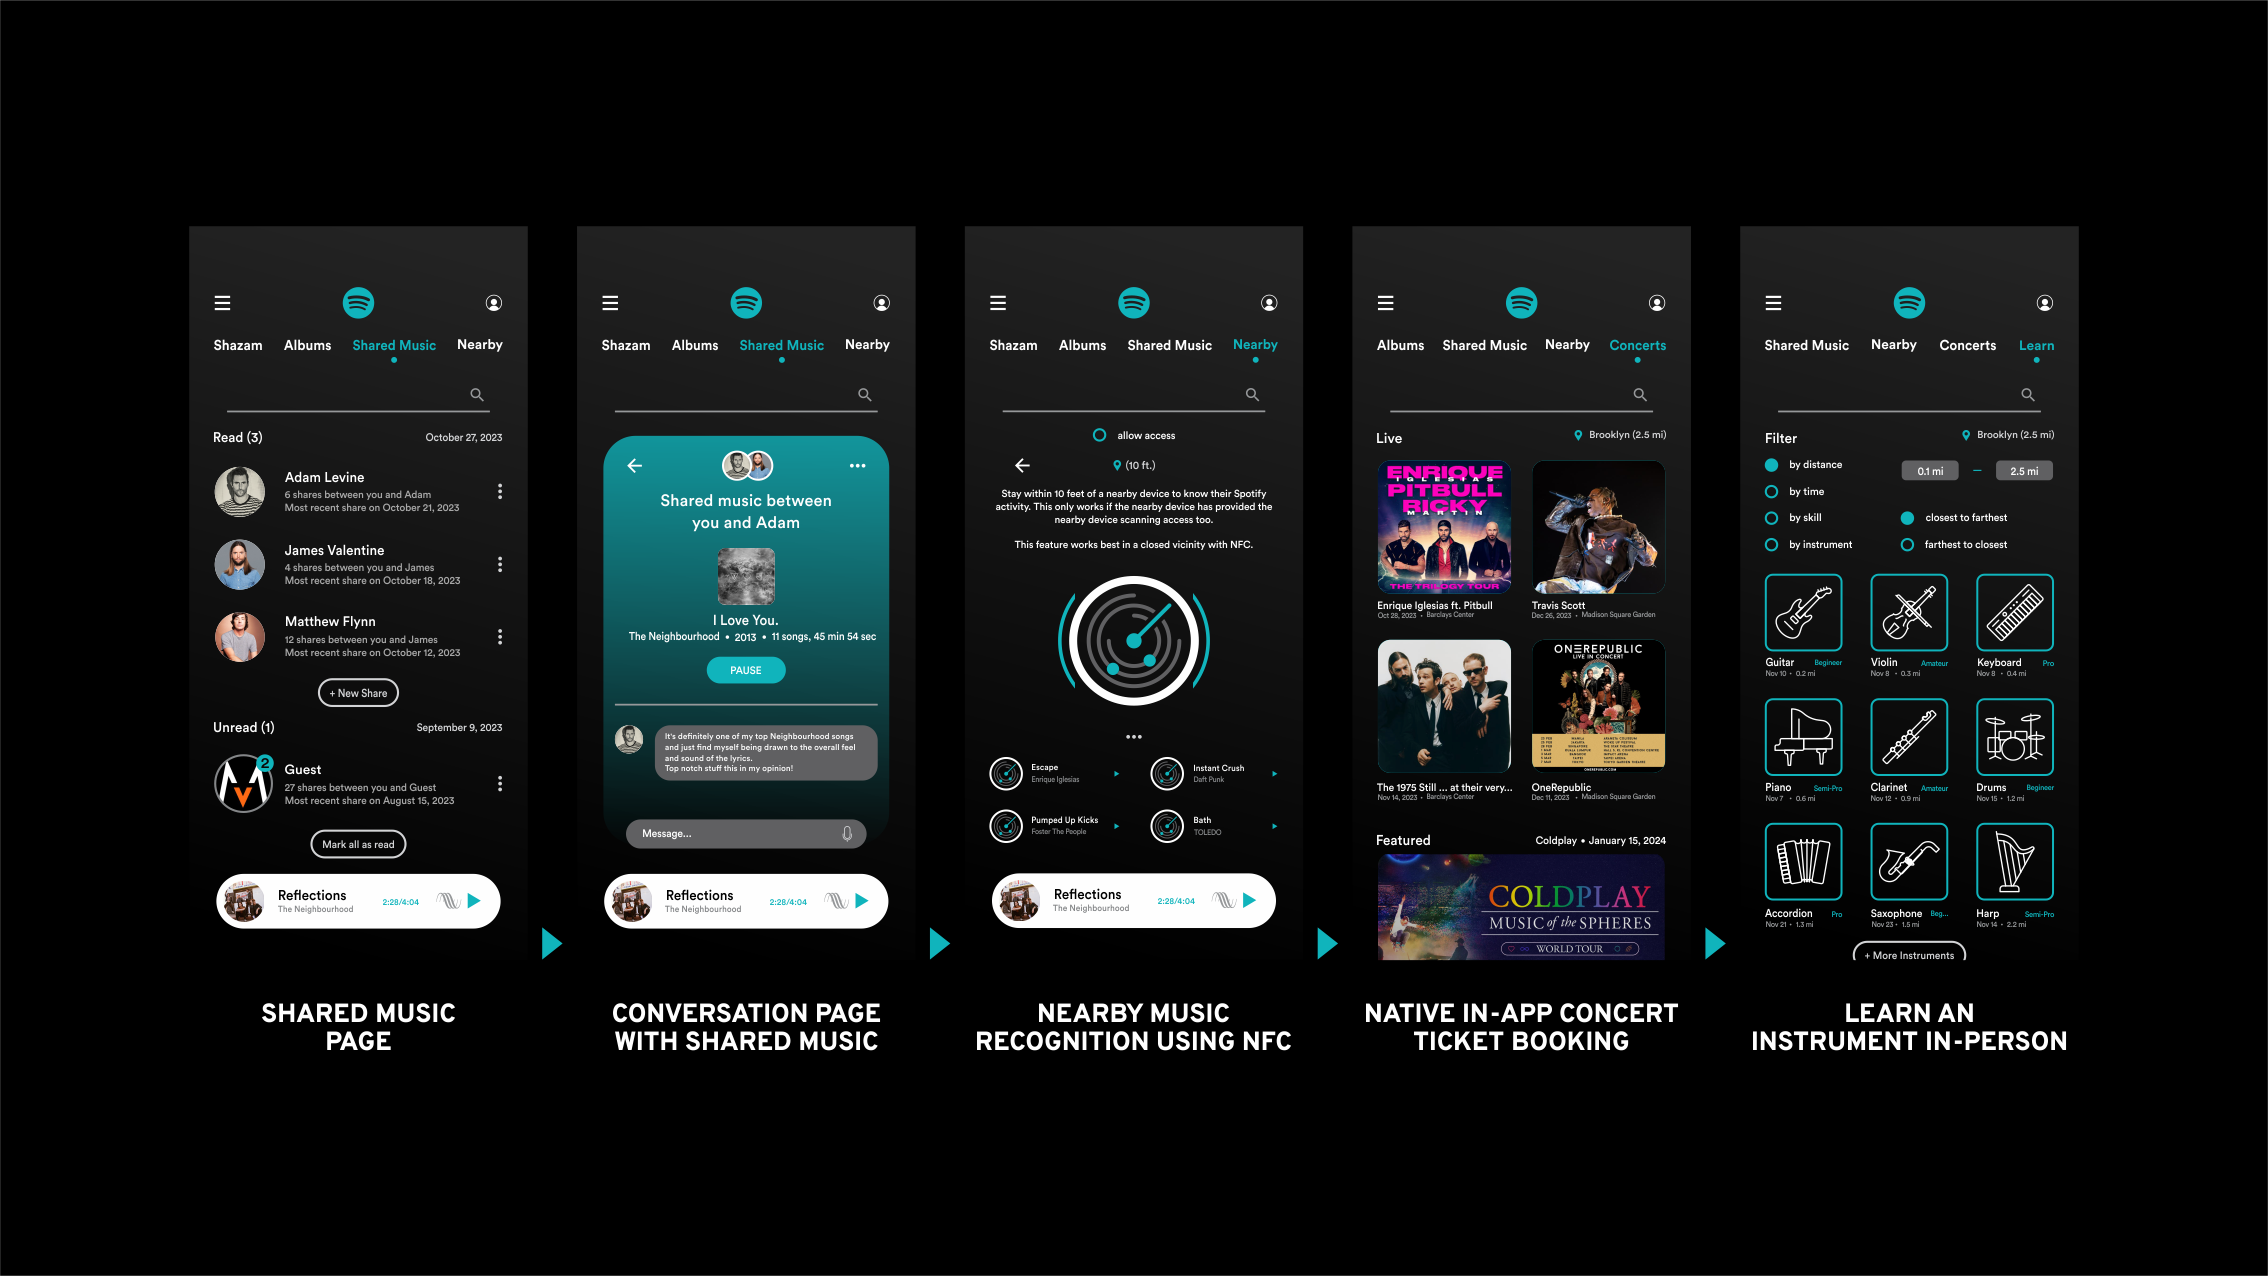 Shazam Albums Shared Music Nearby
Read (3) October 27, 2023
Adam Levine
6 shares between you and Adam
Most recent share on October 21, 2023
James Valentine
4 shares between you and James
Most recent share on October 18, 2023
Matthew Flynn
12 shares between you and James
Most recent share on October 12, 2023
+ New Share
Unread (1) September 9, 2023
2
Guest
27 shares between you and Guest
Most recent share on August 15, 2023
Mark all as read
Reflections
The Neighbourhood
2:28/4:04
SHARED MUSIC
PAGE
Shazam Albums Shared Music Nearby
Shared music between
you and Adam
I Love You.
The Neighbourhood • 2013 • 11 songs, 45 min 54 sec
PAUSE
It's definitely one of my top Neighbourhood songs
and just find myself being drawn to the overall feel
and sound of the lyrics.
Top notch stuff this in my opinion!
Message...
Reflections
The Neighbourhood
2:28/4:04
CONVERSATION PAGE
WITH SHARED MUSIC
Shazam Albums Shared Music Nearby
allow access
(10 ft.)
Stay within 10 feet of a nearby device to know their Spotify
activity. This only works if the nearby device has provided the
nearby device scanning access too.
This feature works best in a closed vicinity with NFC.
Escape
Enrique Iglesias
Instant Crush
Daft Punk
Pumped Up Kicks
Foster The People
Bath
TOLEDO
Reflections
The Neighbourhood
2:28/4:04
NEARBY MUSIC
RECOGNITION USING NFC
Albums Shared Music Nearby Concerts
Live Brooklyn (2.5 mi)
ENRIQUE
IGLESIAS
PITBULL
RICKY
MARTIN
THE TRILOGY TOUR
Enrique Iglesias ft. Pitbull
Oct 28, 2023 • Barclays Center
Travis Scott
Dec 26, 2023 • Madison Square Garden
ONEREPUBLIC
LIVE IN CONCERT
ONEREPUBLIC.COM
The 1975 Still ... at their very...
Nov 14, 2023 • Barclays Center
OneRepublic
Dec 11, 2023 • Madison Square Garden
Featured Coldplay • January 15, 2024
COLDPLAY
MUSIC of the SPHERES
WORLD TOUR
NATIVE IN-APP CONCERT
TICKET BOOKING
Shared Music Nearby Concerts Learn
Filter Brooklyn (2.5 mi)
by distance 0.1 mi – 2.5 mi
by time
by skill closest to farthest
by instrument farthest to closest
Guitar Begineer
Nov 10 • 0.2 mi
Violin Amateur
Nov 8 • 0.3 mi
Keyboard Pro
Nov 8 • 0.4 mi
Piano Semi-Pro
Nov 7 • 0.6 mi
Clarinet Amateur
Nov 12 • 0.9 mi
Drums Begineer
Nov 15 • 1.2 mi
Accordion Pro
Nov 21 • 1.3 mi
Saxophone Beg...
Nov 23 • 1.5 mi
Harp Semi-Pro
Nov 14 • 2.2 mi
+ More Instruments
LEARN AN
INSTRUMENT IN-PERSON